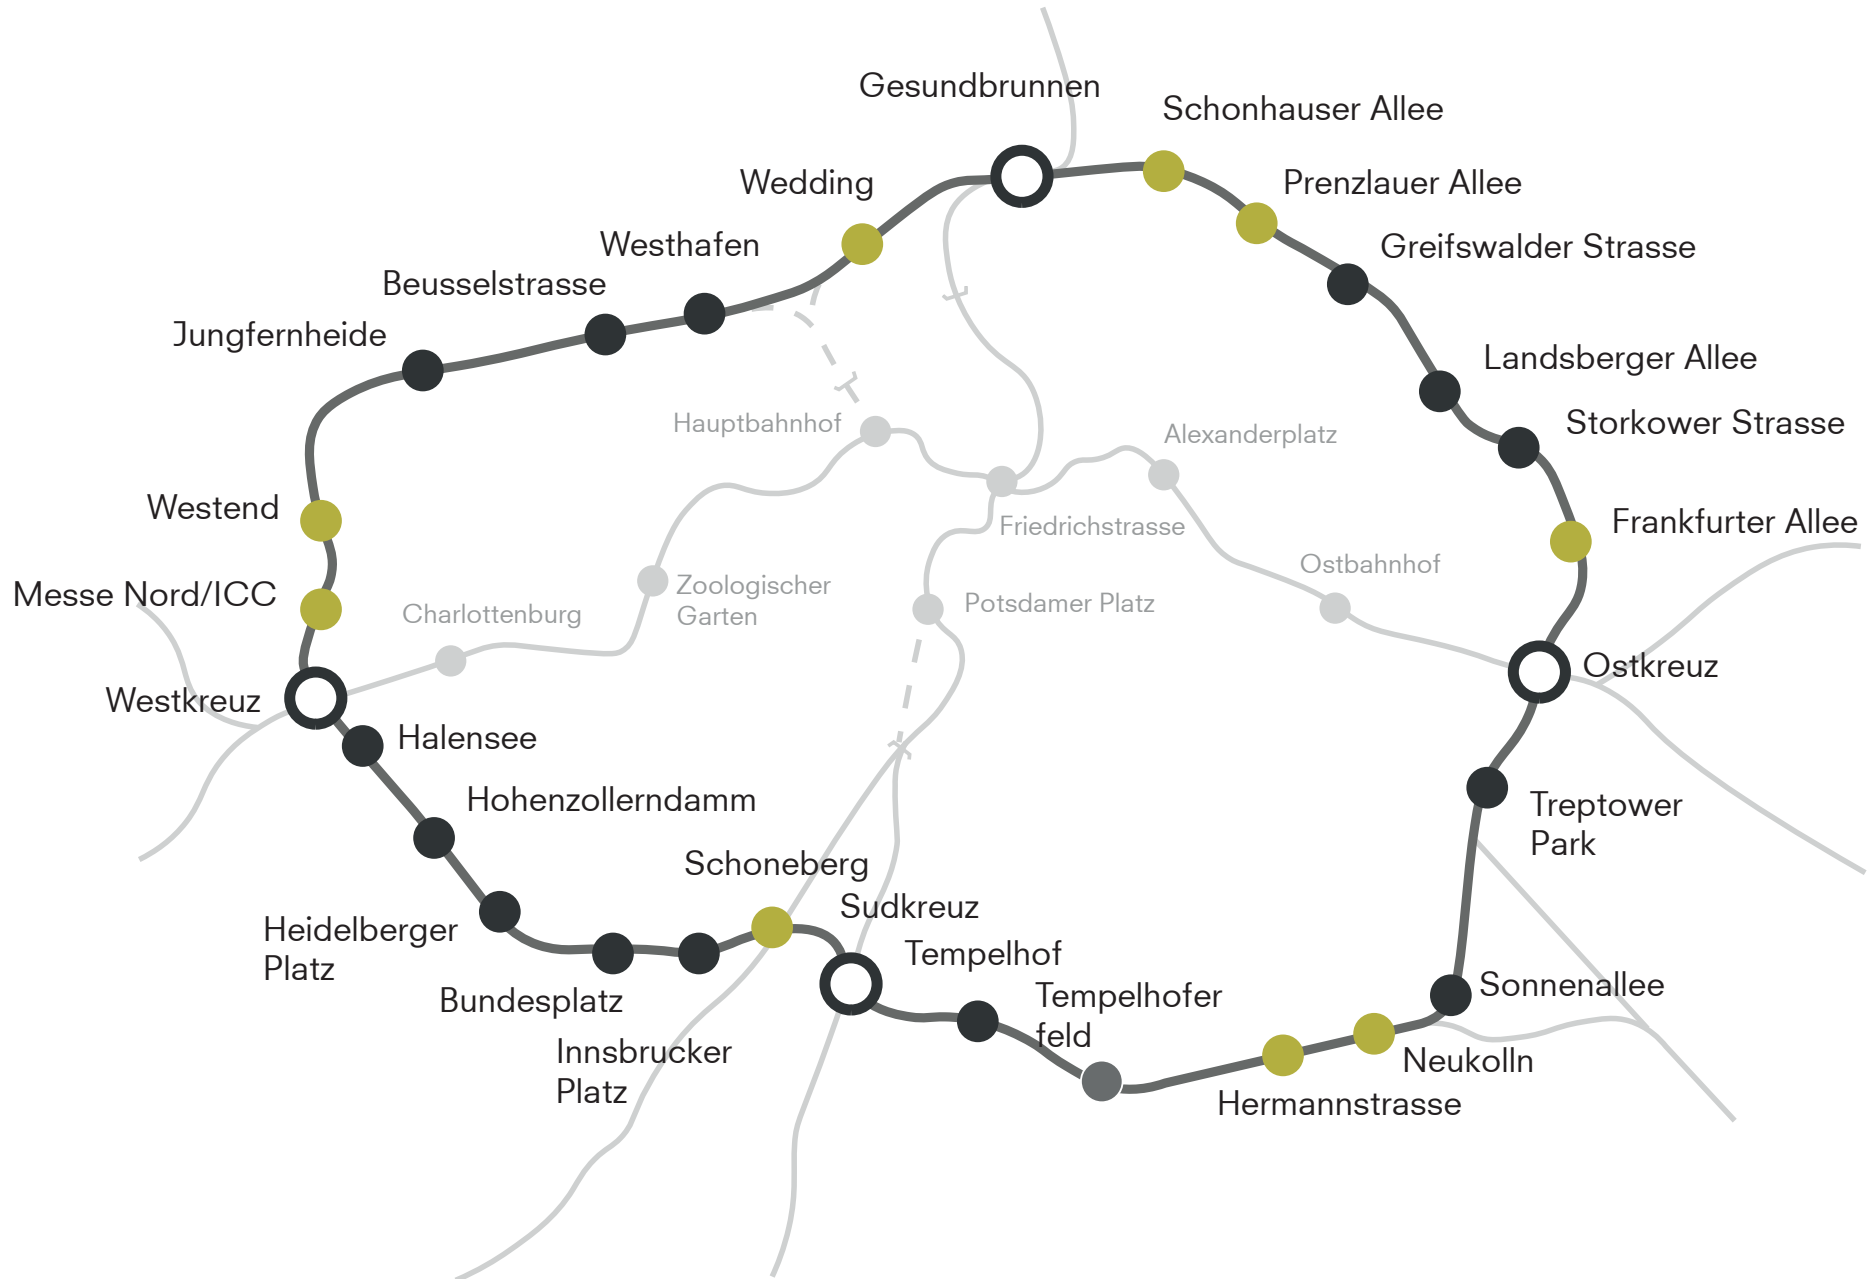 Gesundbrunnen
Schonhauser Allee
Wedding
Prenzlauer Allee
Westhafen
Greifswalder Strasse
Beusselstrasse
Jungfernheide
Landsberger Allee
Hauptbahnhof
Alexanderplatz
Storkower Strasse
Westend
Friedrichstrasse
Frankfurter Allee
Ostbahnhof
Messe Nord/ICC
Charlottenburg
Zoologischer
Garten
Potsdamer Platz
Ostkreuz
Westkreuz
Halensee
Hohenzollerndamm
Treptower
Park
Schoneberg
Sudkreuz
Heidelberger
Platz
Tempelhof
Bundesplatz
Tempelhofer
feld
Sonnenallee
Innsbrucker
Platz
Neukolln
Hermannstrasse